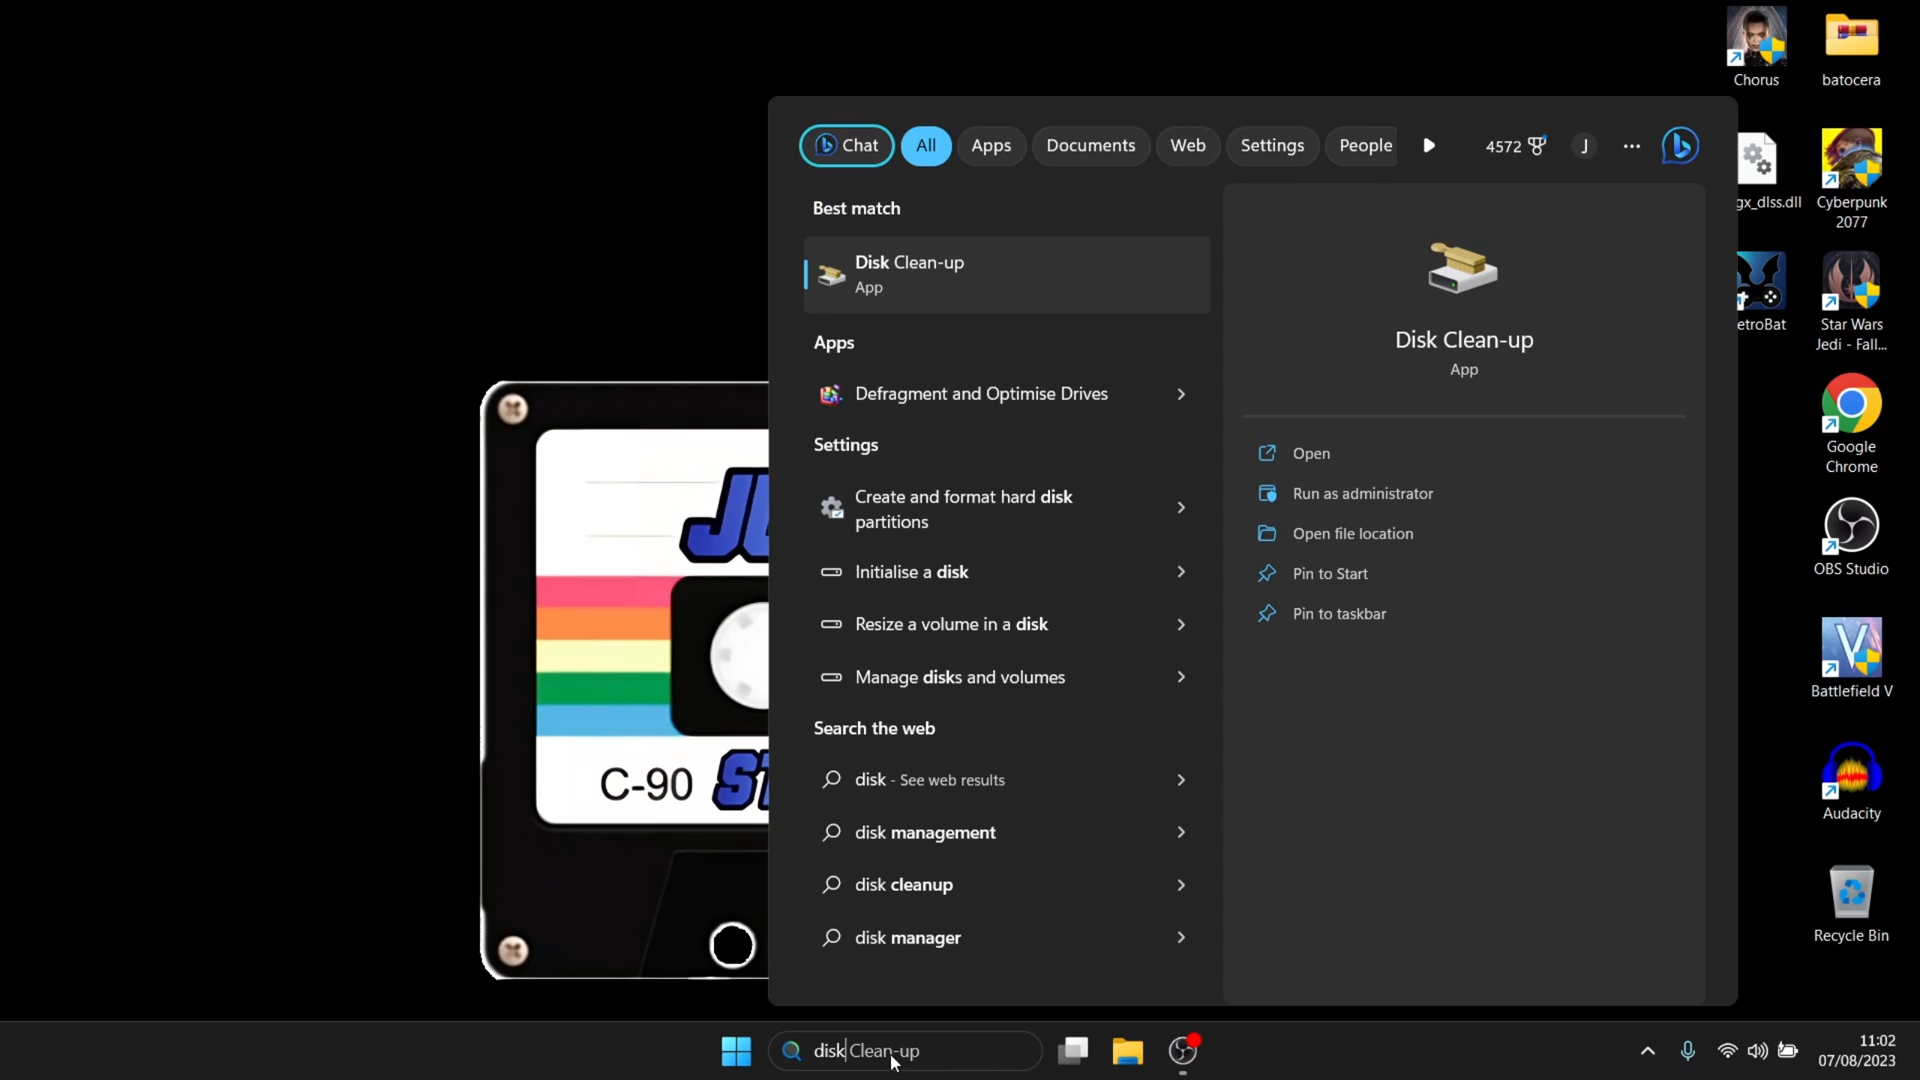 Chorus
batocera
Chat
All
Apps
Documents
Web
Settings
People
4572
J
Best match
Disk Clean-up
App
Apps
Defragment and Optimise Drives
Settings
Create and format hard disk
partitions
Initialise a disk
Resize a volume in a disk
Manage disks and volumes
Search the web
disk - See web results
disk management
disk cleanup
disk manager
Disk Clean-up
App
Open
Run as administrator
Open file location
Pin to Start
Pin to taskbar
gx_dlss.dll
Cyberpunk
2077
etroBat
Star Wars
Jedi - Fall...
Google
Chrome
OBS Studio
Battlefield V
Audacity
Recycle Bin
C-90
disk Clean-up
11:02
07/08/2023